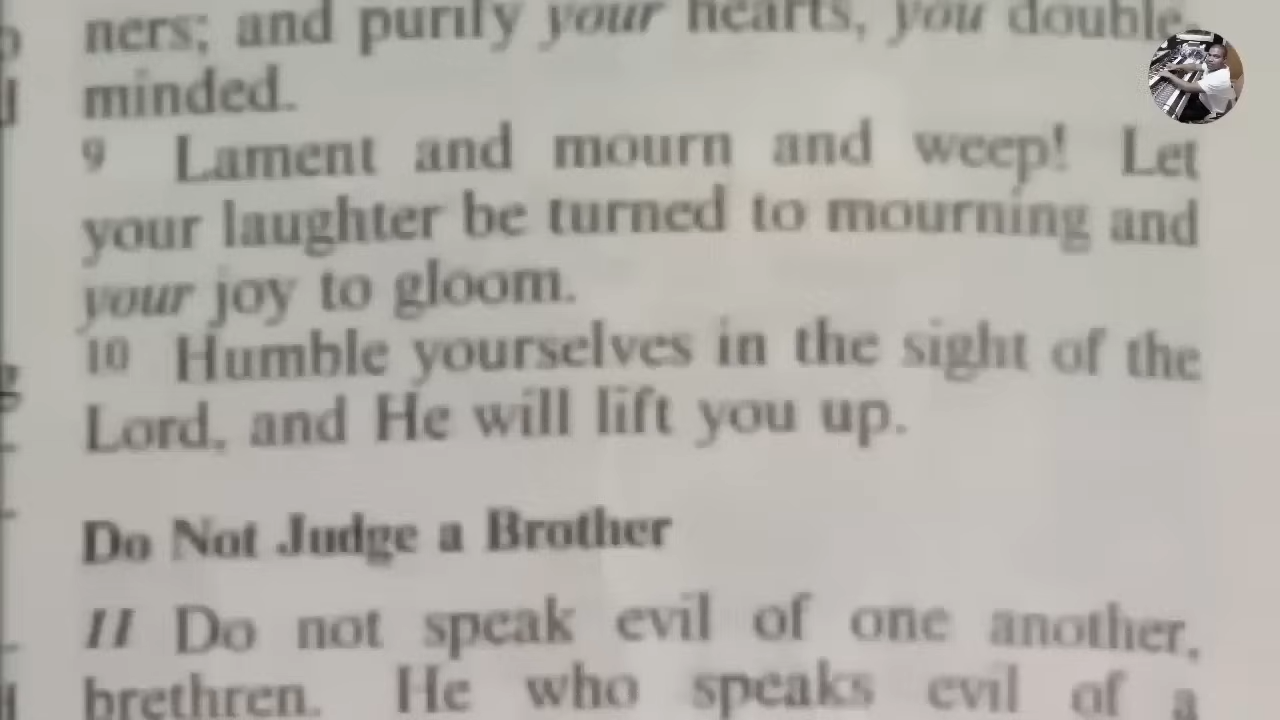 ners; and purify your hearts, you double-
minded.
9 Lament and mourn and weep! Let
your laughter be turned to mourning and
your joy to gloom.
10 Humble yourselves in the sight of the
Lord, and He will lift you up.
Do Not Judge a Brother
11 Do not speak evil of one another,
brethren. He who speaks evil of a